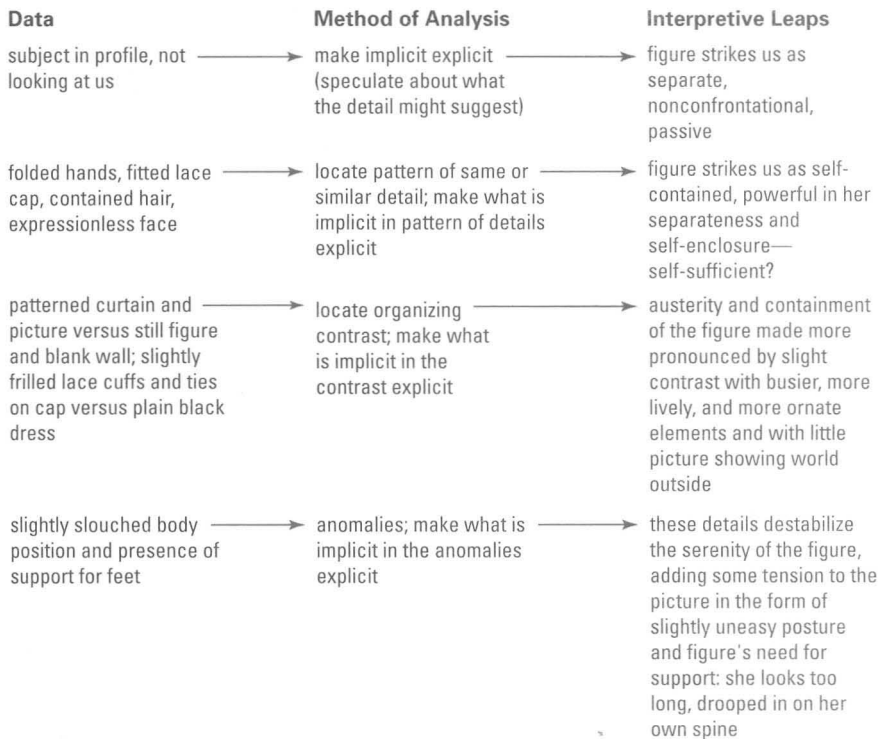 Data Method of Analysis Interpretive Leaps
subject in profile, not
looking at us
make implicit explicit
(speculate about what
the detail might suggest)
figure strikes us as
separate,
nonconfrontational,
passive
folded hands, fitted lace
cap, contained hair,
expressionless face
locate pattern of same or
similar detail; make what is
implicit in pattern of details
explicit
figure strikes us as self-
contained, powerful in her
separateness and
self-enclosure—
self-sufficient?
patterned curtain and
picture versus still figure
and blank wall; slightly
frilled lace cuffs and ties
on cap versus plain black
dress
locate organizing
contrast; make what
is implicit in the
contrast explicit
austerity and containment
of the figure made more
pronounced by slight
contrast with busier, more
lively, and more ornate
elements and with little
picture showing world
outside
slightly slouched body
position and presence of
support for feet
anomalies; make what is
implicit in the anomalies
explicit
these details destabilize
the serenity of the figure,
adding some tension to the
picture in the form of
slightly uneasy posture
and figure's need for
support: she looks too
long, drooped in on her
own spine